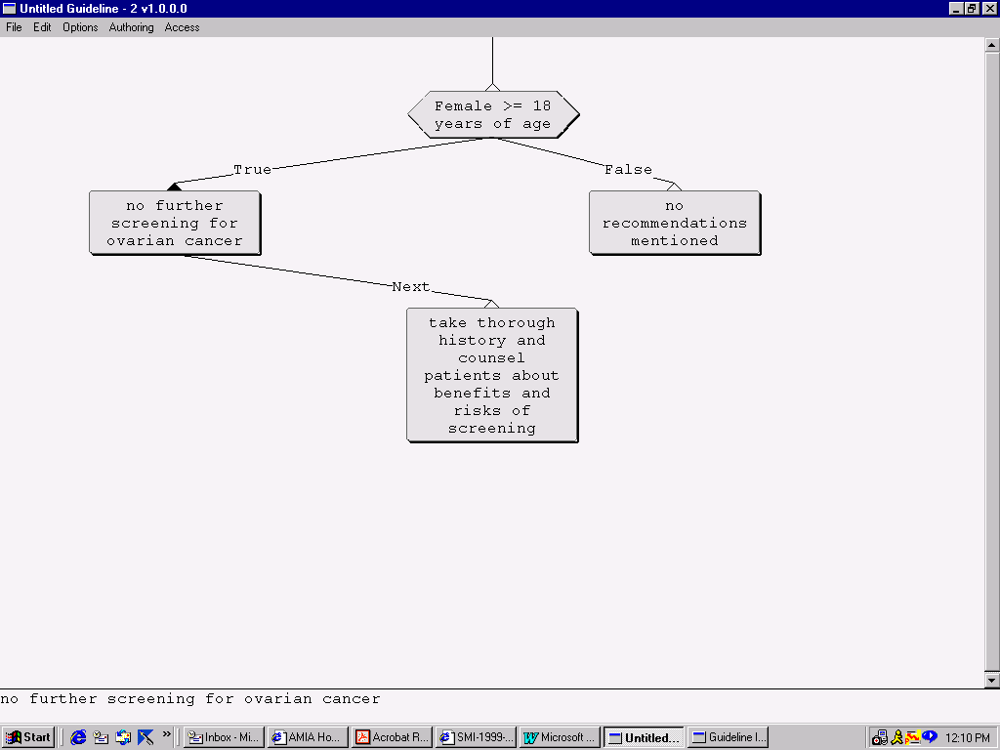 Untitled Guideline - 2 v1.0.0.0
File Edit Options Authoring Access
Female >= 18
years of age
True
False
no further
screening for
ovarian cancer
no
recommendations
mentioned
Next
take thorough
history and
counsel
patients about
benefits and
risks of
screening
no further screening for ovarian cancer
Start » Inbox - Mi... AMIA Ho... Acrobat R... SMI-1999-... Microsoft ... Untitled... Guideline I... 12:10 PM